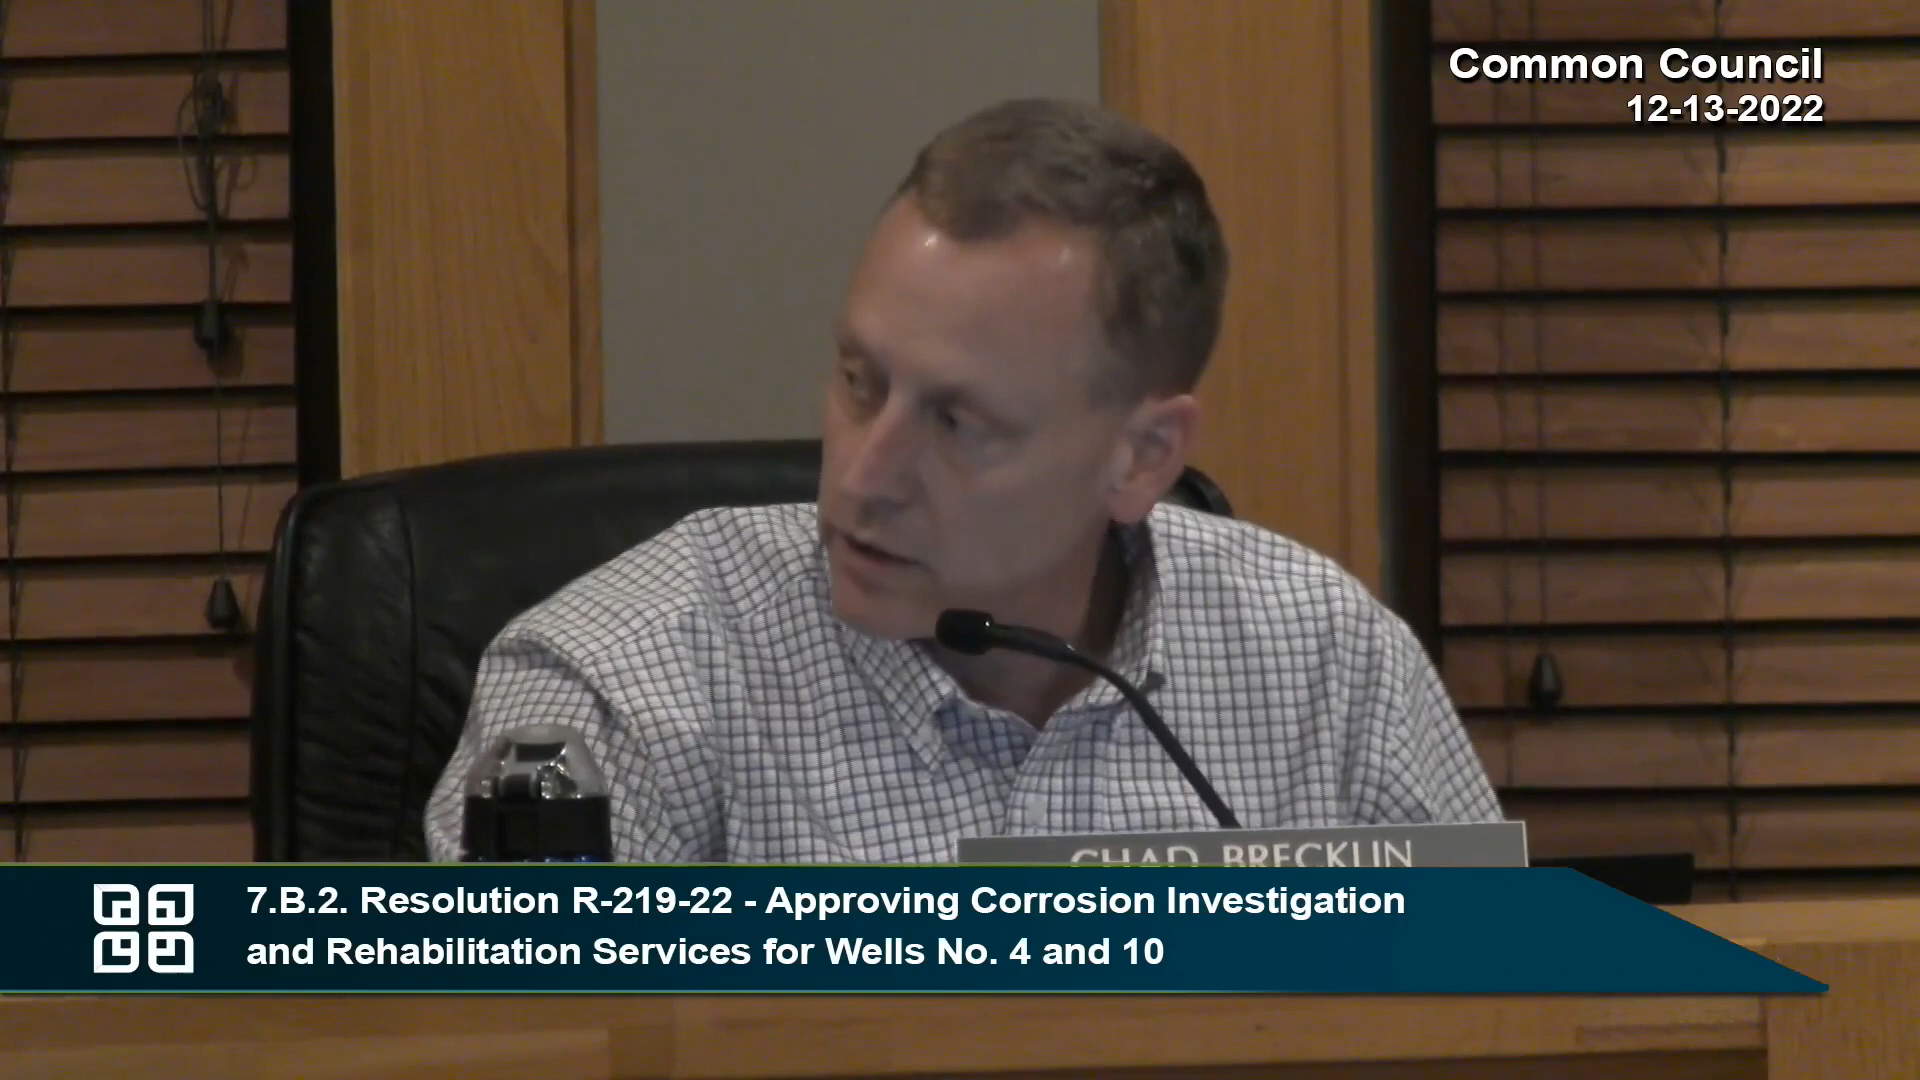 Common Council
12-13-2022
CHAD BRECKLIN
7.B.2. Resolution R-219-22 - Approving Corrosion Investigation
and Rehabilitation Services for Wells No. 4 and 10